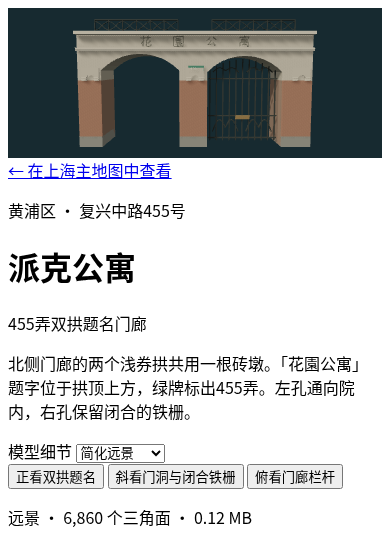 花園公寓
← 在上海主地图中查看
黄浦区 · 复兴中路455号
派克公寓
455弄双拱题名门廊
北侧门廊的两个浅券拱共用一根砖墩。「花園公寓」
题字位于拱顶上方，绿牌标出455弄。左孔通向院
内，右孔保留闭合的铁栅。
模型细节 简化远景
正看双拱题名 斜看门洞与闭合铁栅 俯看门廊栏杆
远景 · 6,860 个三角面 · 0.12 MB